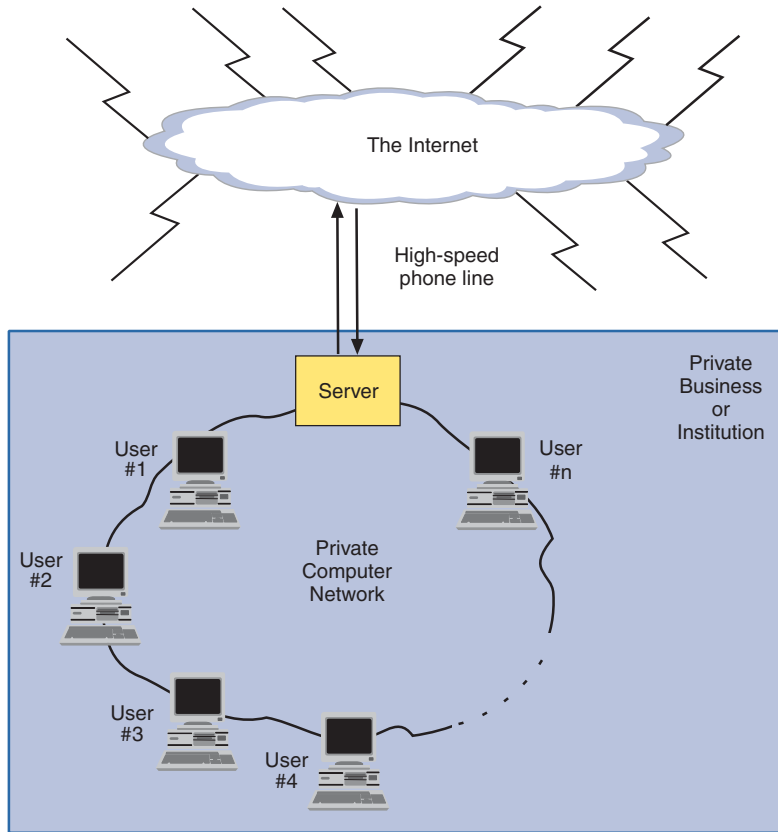 The Internet
High-speed
phone line
Server
Private
Business
or
Institution
User
#1
User
#n
User
#2
Private
Computer
Network
User
#3
User
#4